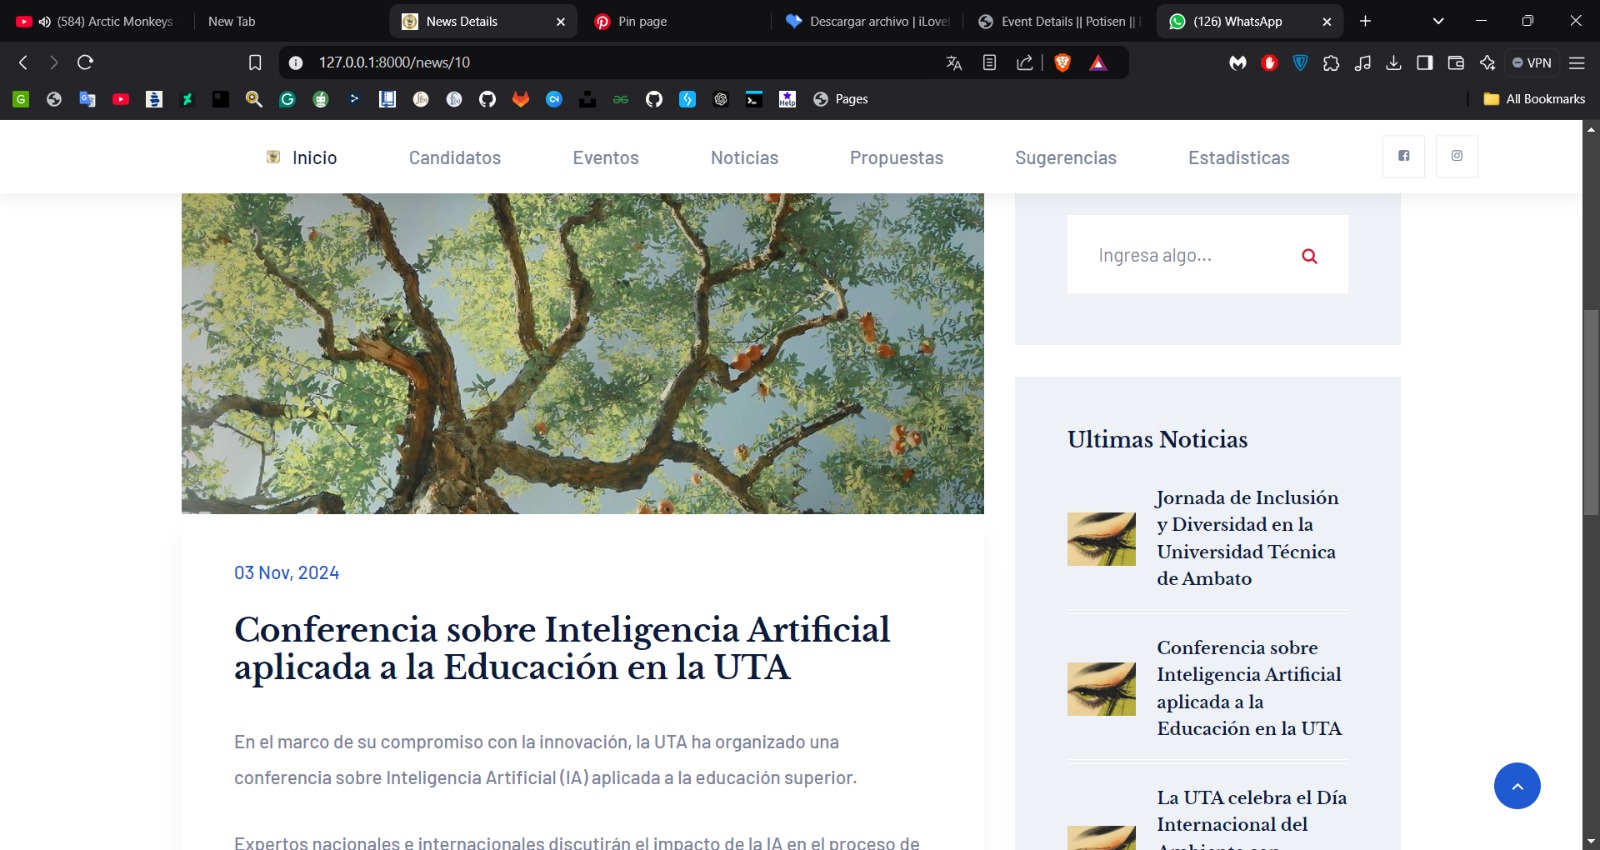 (584) Arctic Monkeys
New Tab
News Details
Pin page
Descargar archivo | iLove
Event Details || Potisen ||
(126) WhatsApp
127.0.0.1:8000/news/10
VPN
Pages
All Bookmarks
Inicio
Candidatos
Eventos
Noticias
Propuestas
Sugerencias
Estadisticas
Ingresa algo...
03 Nov, 2024
Conferencia sobre Inteligencia Artificial
aplicada a la Educación en la UTA
En el marco de su compromiso con la innovación, la UTA ha organizado una
conferencia sobre Inteligencia Artificial (IA) aplicada a la educación superior.
Expertos nacionales e internacionales discutirán el impacto de la IA en el proceso de
Ultimas Noticias
Jornada de Inclusión
y Diversidad en la
Universidad Técnica
de Ambato
Conferencia sobre
Inteligencia Artificial
aplicada a la
Educación en la UTA
La UTA celebra el Día
Internacional del
Ambiente con